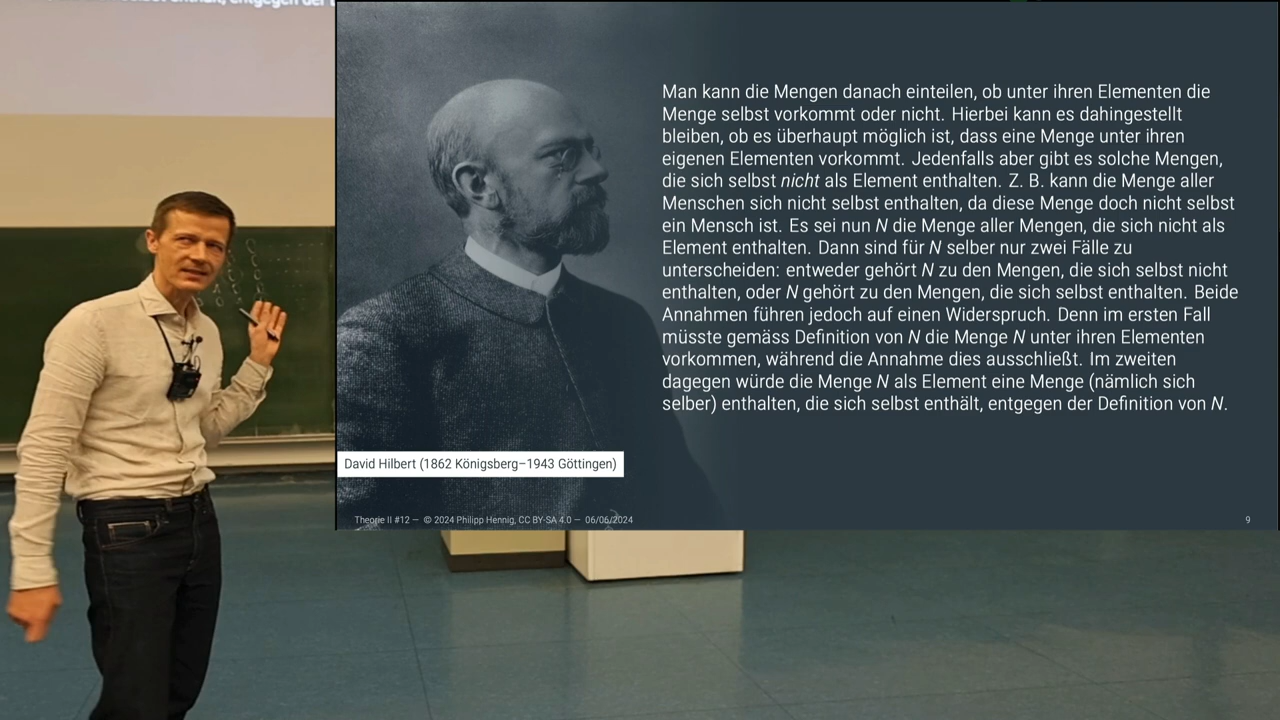 Man kann die Mengen danach einteilen, ob unter ihren Elementen die
Menge selbst vorkommt oder nicht. Hierbei kann es dahingestellt
bleiben, ob es überhaupt möglich ist, dass eine Menge unter ihren
eigenen Elementen vorkommt. Jedenfalls aber gibt es solche Mengen,
die sich selbst nicht als Element enthalten. Z. B. kann die Menge aller
Menschen sich nicht selbst enthalten, da diese Menge doch nicht selbst
ein Mensch ist. Es sei nun N die Menge aller Mengen, die sich nicht als
Element enthalten. Dann sind für N selber nur zwei Fälle zu
unterscheiden: entweder gehört N zu den Mengen, die sich selbst nicht
enthalten, oder N gehört zu den Mengen, die sich selbst enthalten. Beide
Annahmen führen jedoch auf einen Widerspruch. Denn im ersten Fall
müsste gemäss Definition von N die Menge N unter ihren Elementen
vorkommen, während die Annahme dies ausschließt. Im zweiten
dagegen würde die Menge N als Element eine Menge (nämlich sich
selber) enthalten, die sich selbst enthält, entgegen der Definition von N.
David Hilbert (1862 Königsberg–1943 Göttingen)
Theorie II #12 — © 2024 Philipp Hennig, CC BY-SA 4.0 — 06/06/2024
9